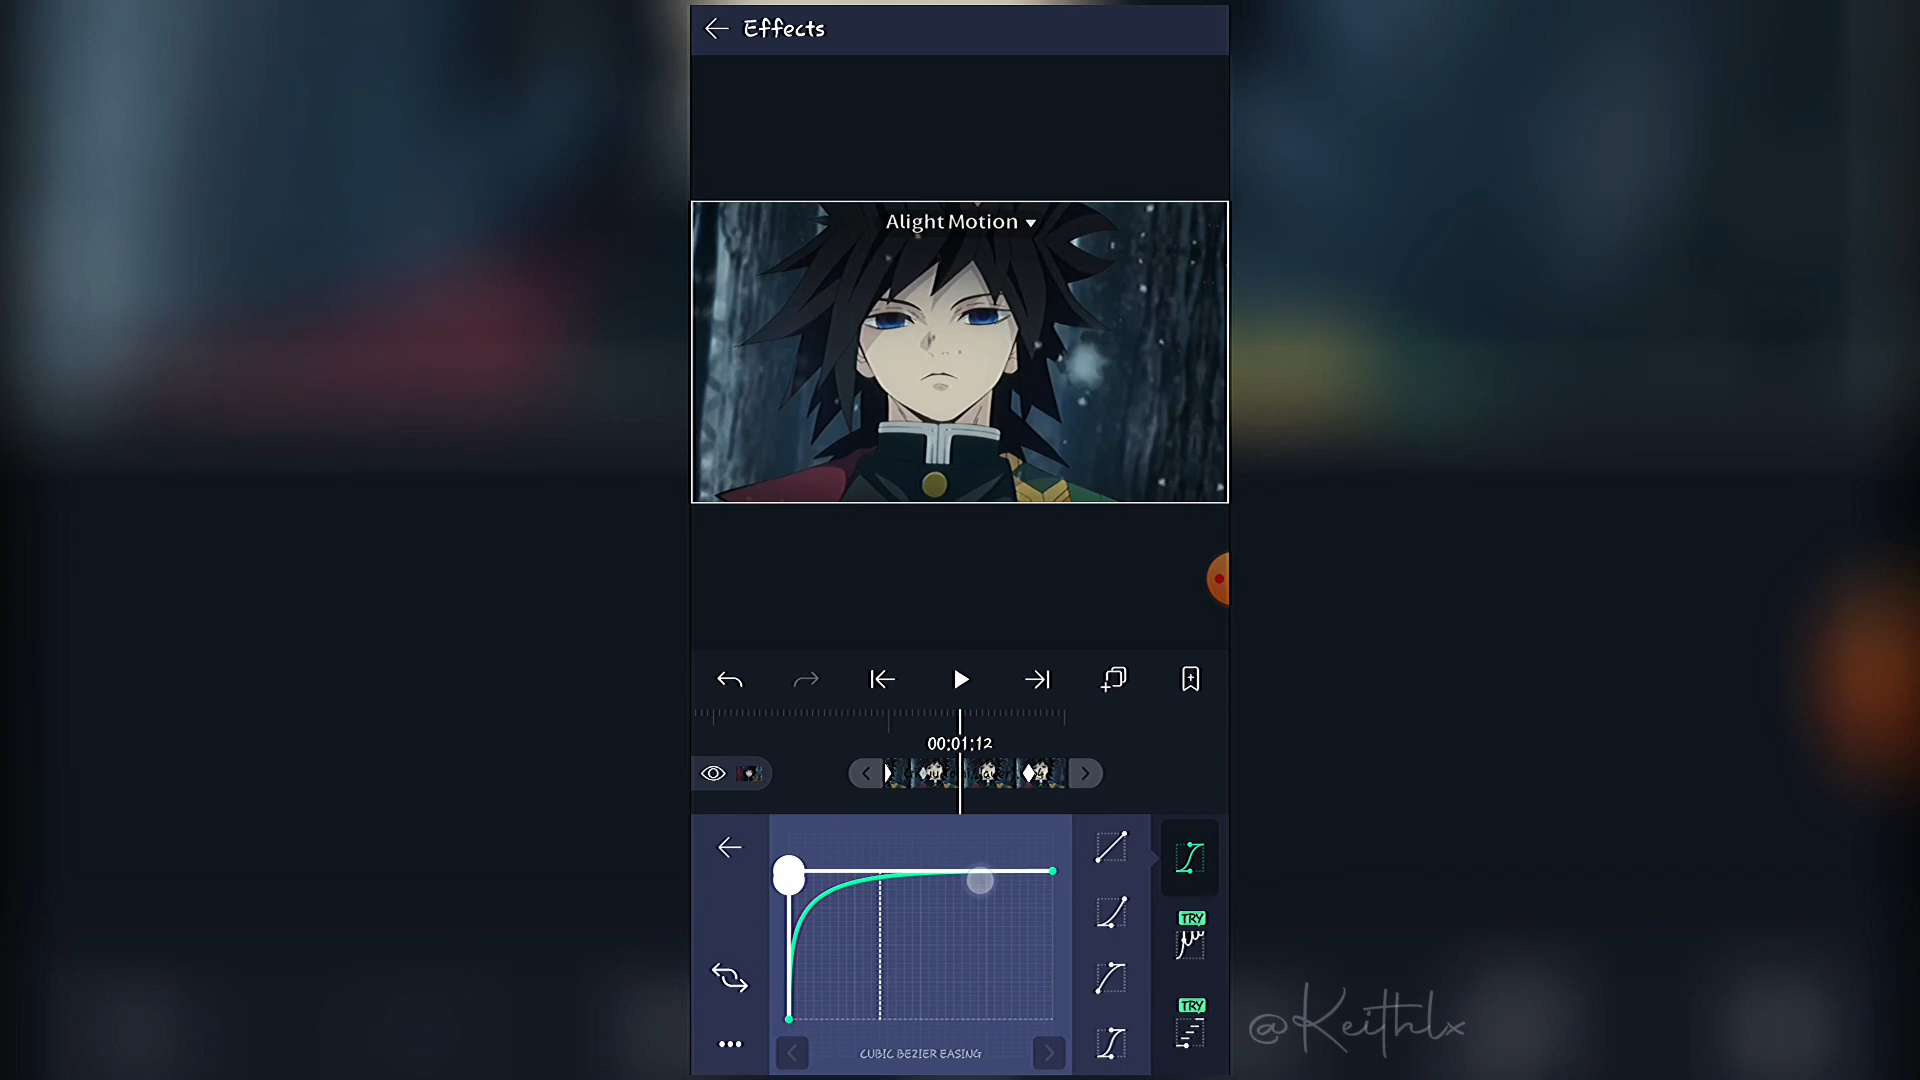 Effects
Alight Motion
00:01:12
TRY
TRY
CUBIC BEZIER EASING
@Keithlx